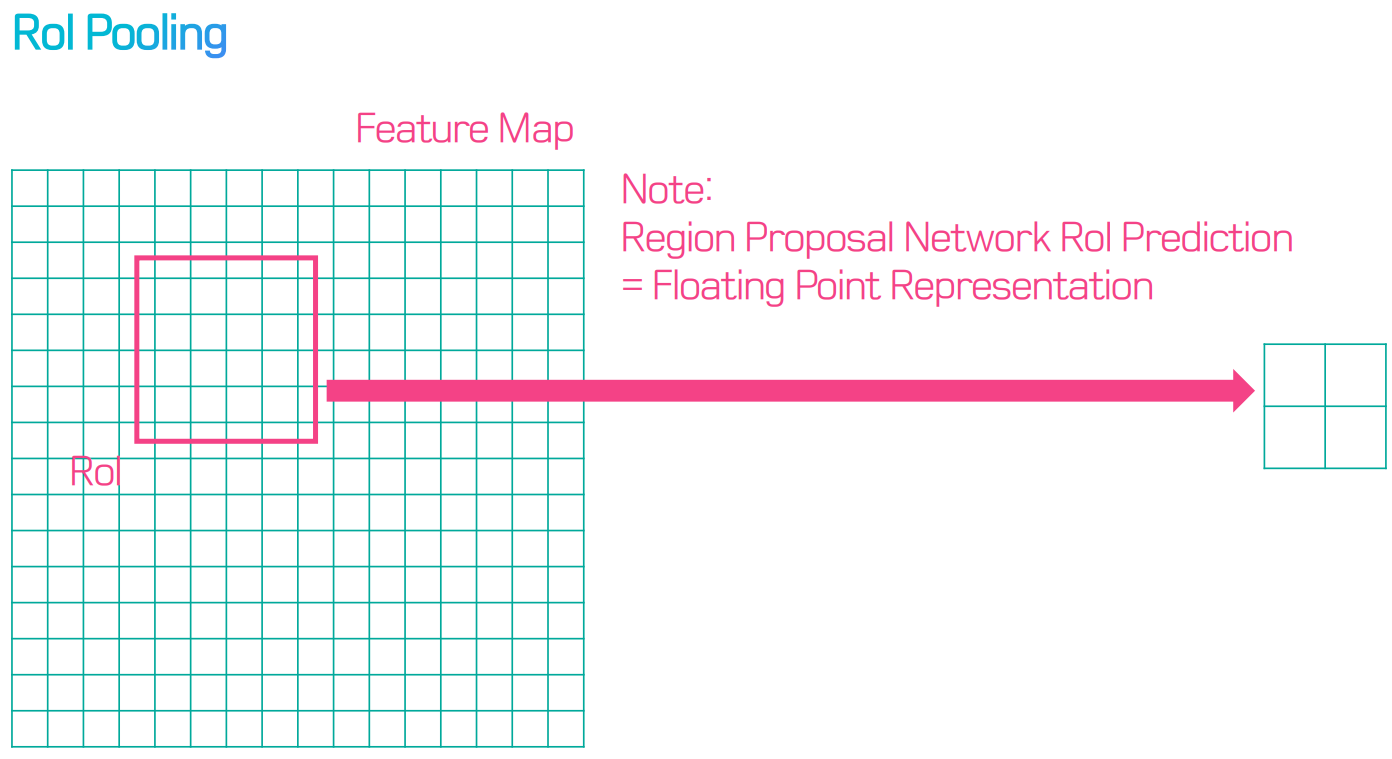 RoI Pooling
Feature Map
Note:
Region Proposal Network RoI Prediction
= Floating Point Representation
RoI